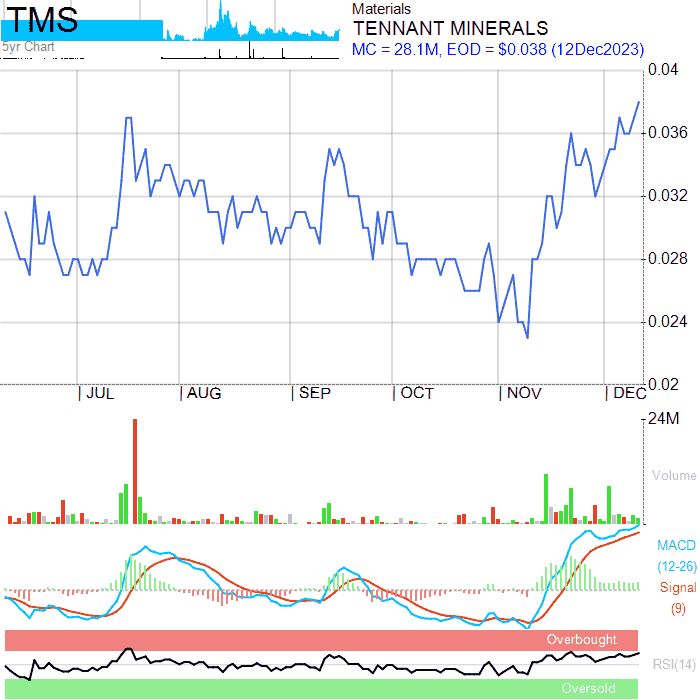 TMS
5yr Chart
Materials
TENNANT MINERALS
MC = 28.1M, EOD = $0.038 (12Dec2023)
0.04
0.036
0.032
0.028
0.024
0.02
| JUL | AUG | SEP | OCT | NOV | DEC
24M
Volume
MACD
(12-26)
Signal
(9)
Overbought
RSI(14)
Oversold